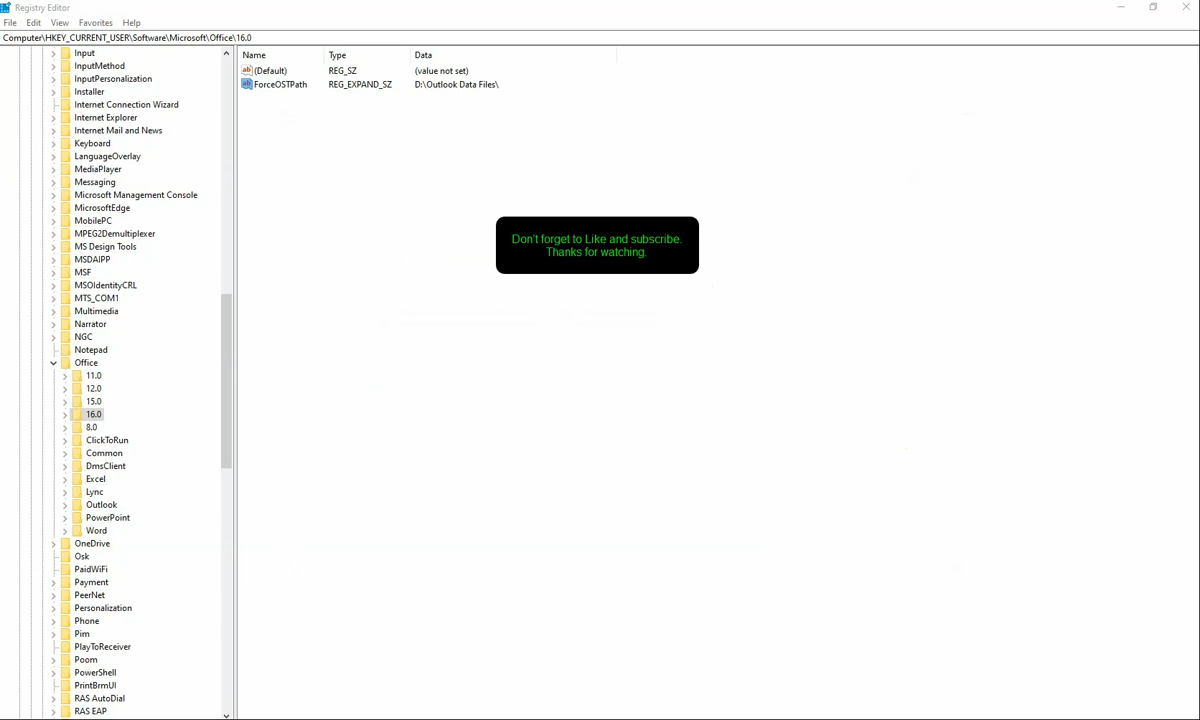 Registry Editor
File Edit View Favorites Help
Computer\HKEY_CURRENT_USER\Software\Microsoft\Office\16.0
Name Type Data
(Default) REG_SZ (value not set)
ForceOSTPath REG_EXPAND_SZ D:\Outlook Data Files\
Input
InputMethod
InputPersonalization
Installer
Internet Connection Wizard
Internet Explorer
Internet Mail and News
Keyboard
LanguageOverlay
MediaPlayer
Messaging
Microsoft Management Console
MicrosoftEdge
MobilePC
MPEG2Demultiplexer
MS Design Tools
MSDAIPP
MSF
MSOIdentityCRL
MTS_COM1
Multimedia
Narrator
NGC
Notepad
Office
11.0
12.0
15.0
16.0
8.0
ClickToRun
Common
DmsClient
Excel
Lync
Outlook
PowerPoint
Word
OneDrive
Osk
PaidWiFi
Payment
PeerNet
Personalization
Phone
Pim
PlayToReceiver
Poom
PowerShell
PrintBrmUI
RAS AutoDial
RAS EAP
Don't forget to Like and subscribe.
Thanks for watching.